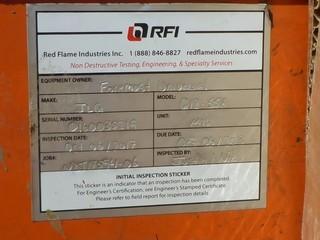 RFI
Red Flame Industries Inc. 1 (888) 846-8827 redflameindustries.com
Non Destructive Testing, Engineering, & Specialty Services
EQUIPMENT OWNER:
MAKE: JLG MODEL:
SERIAL NUMBER: UNIT:
INSPECTION DATE: DUE DATE:
JOB#: INSPECTED BY:
INITIAL INSPECTION STICKER
This sticker is an indicator that an inspection has been completed.
For Engineer's Certification, see Engineer's Stamped Certificate.
Please refer to field report for inspection details